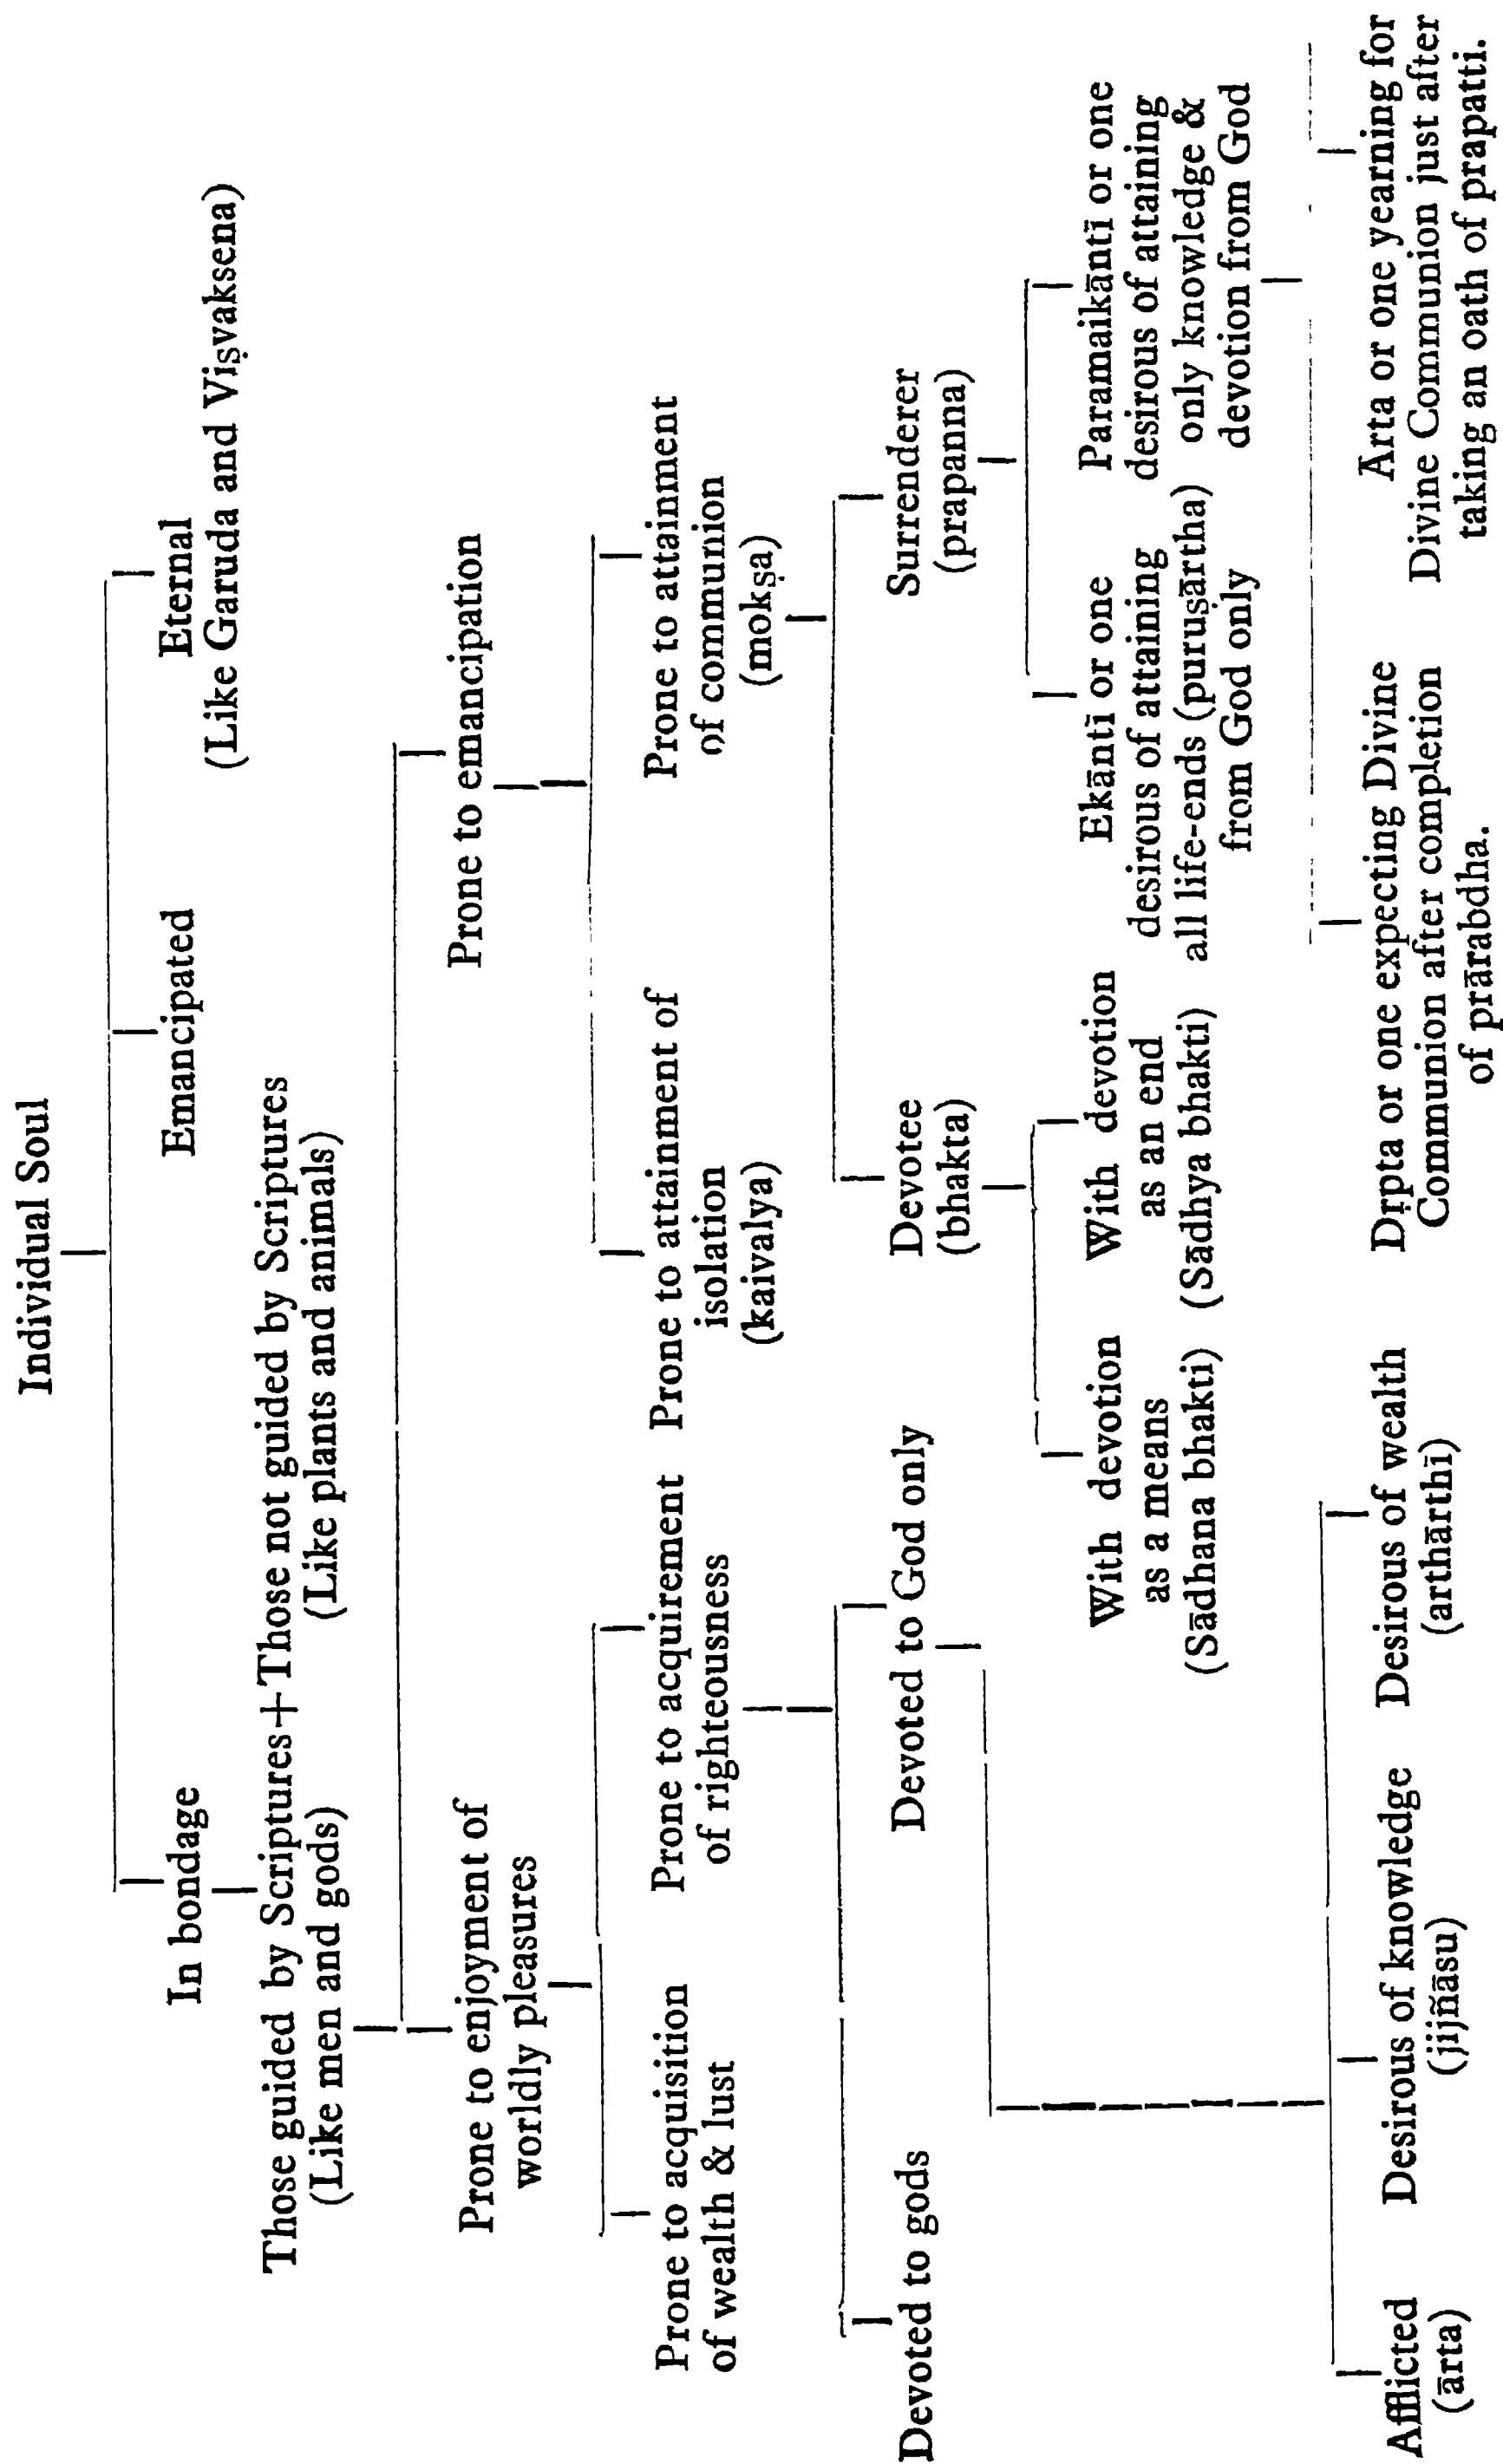 Individual Soul
In bondage
Emancipated
Eternal
(Like Garuda and Viṣvaksena)
Those guided by Scriptures+Those not guided by Scriptures
(Like men and gods)
(Like plants and animals)
Prone to enjoyment of
worldly pleasures
Prone to emancipation
Prone to acquisition
of wealth & lust
Prone to acquirement
of righteousness
Prone to attainment of
isolation
(kaivalya)
Prone to attainment
of communion
(mokṣa)
Devoted to gods
Devoted to God only
Devotee
(bhakta)
Surrenderer
(prapanna)
With devotion
as a means
(Sādhana bhakti)
With devotion
as an end
(Sādhya bhakti)
Ekāntī or one
desirous of attaining
all life-ends (puruṣārtha)
from God only
Paramaikāntī or one
desirous of attaining
only knowledge &
devotion from God
Afflicted
(ārta)
Desirous of knowledge
(jijñāsu)
Desirous of wealth
(arthārthī)
Dṛpta or one expecting Divine
Communion after completion
of prārabdha.
Ārta or one yearning for
Divine Communion just after
taking an oath of prapatti.